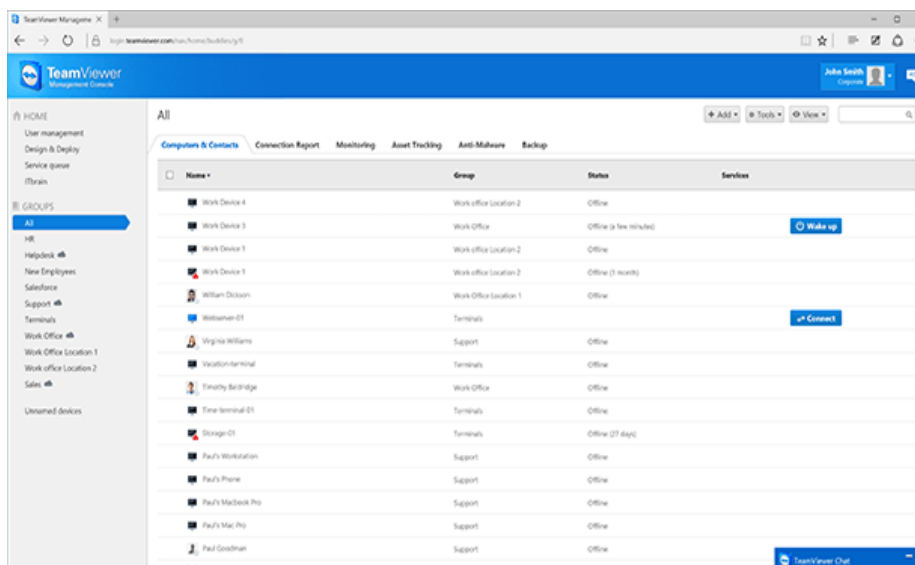 TeamViewer Manageme
login.teamviewer.com/nav/home/buddies/g/0
TeamViewer
Management Console
John Smith
Corporate
HOME
User management
Design & Deploy
Service queue
ITbrain
GROUPS
All
HR
Helpdesk
New Employees
Salesforce
Support
Terminals
Work Office
Work Office Location 1
Work office Location 2
Sales
Unnamed devices
All
Add
Tools
View
Computers & Contacts Connection Report Monitoring Asset Tracking Anti-Malware Backup
Name Group Status Services
Work Device 4 Work office Location 2 Offline
Work Device 3 Work Office Offline (a few minutes) Wake up
Work Device 1 Work office Location 2 Offline
Work Device 1 Work office Location 2 Offline (1 month)
William Dickson Work Office Location 1 Offline
Webserver-01 Terminals Connect
Virginia Williams Support Offline
Vacation-terminal Terminals Offline
Timothy Baldridge Work Office Offline
Time-terminal-01 Terminals Offline
Storage-01 Terminals Offline (27 days)
Paul's Workstation Support Offline
Paul's Phone Support Offline
Paul's Macbook Pro Support Offline
Paul's Mac Pro Support Offline
Paul Goodman Support Offline
TeamViewer Chat